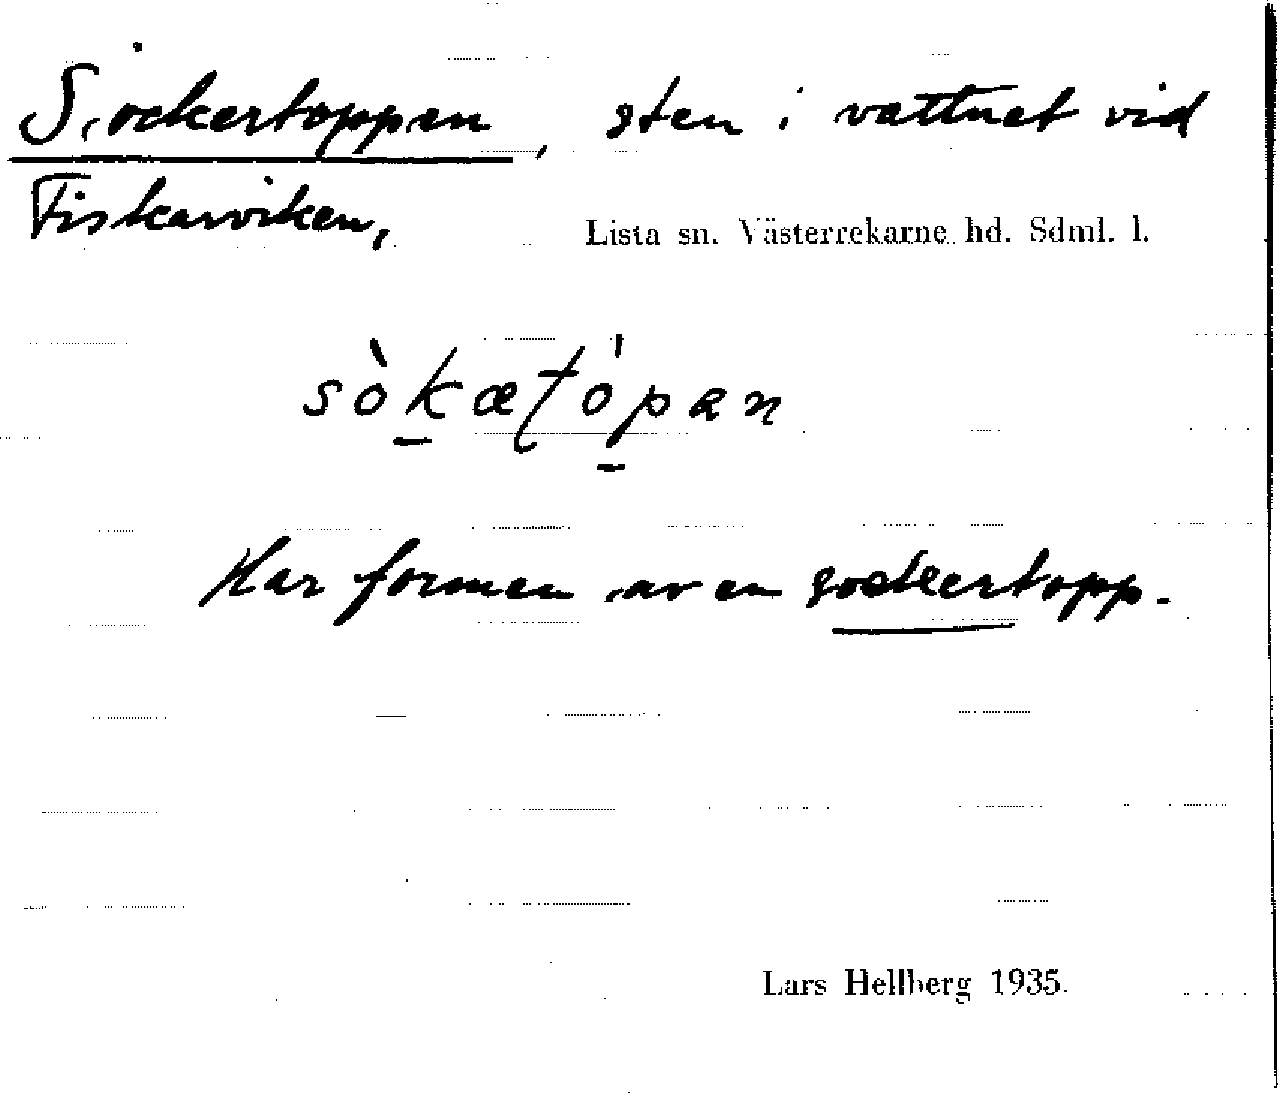 Sockertoppen, sten i vattnet vid
Fiskarviken,
Lista sn. Västerrekarne hd. Sdml. l.
sòkætópan
Har formen av en sockertopp.
Lars Hellberg 1935.